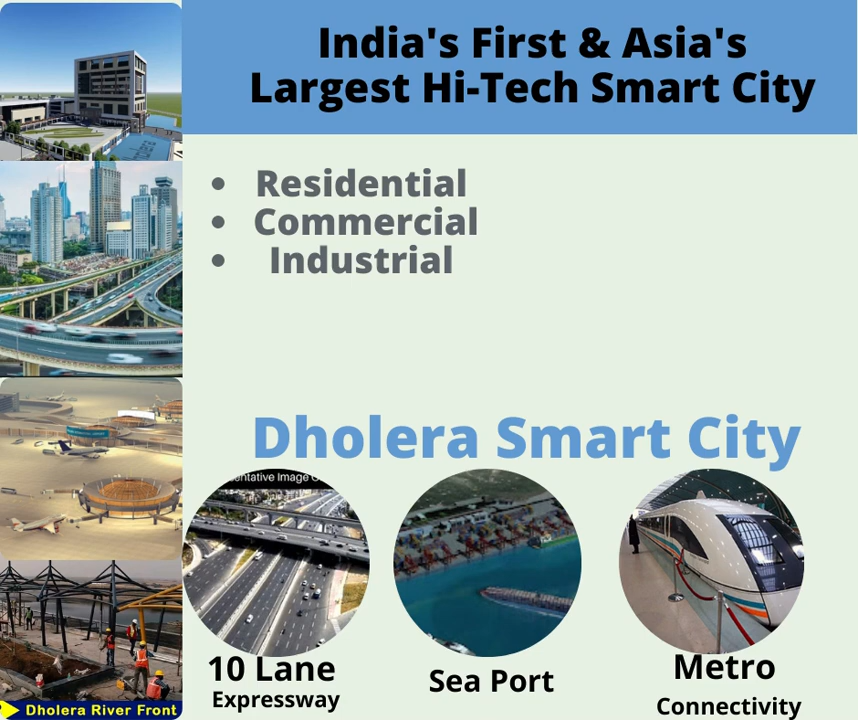 India's First & Asia's
Largest Hi-Tech Smart City
• Residential
• Commercial
• Industrial
Dholera Smart City
10 Lane
Expressway
Sea Port
Metro
Connectivity
Dholera River Front